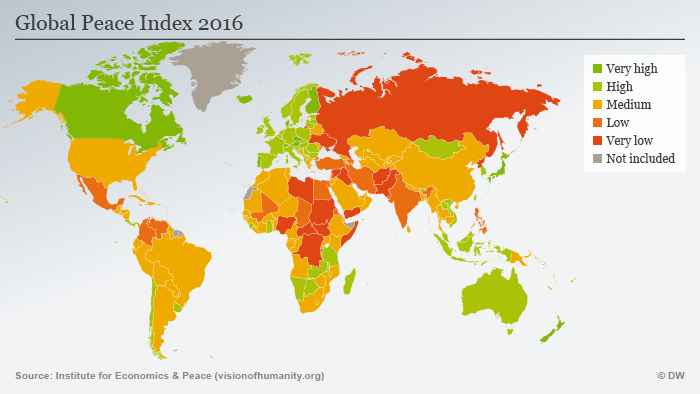 Global Peace Index 2016
Very high
High
Medium
Low
Very low
Not included
Source: Institute for Economics & Peace (visionofhumanity.org)
© DW